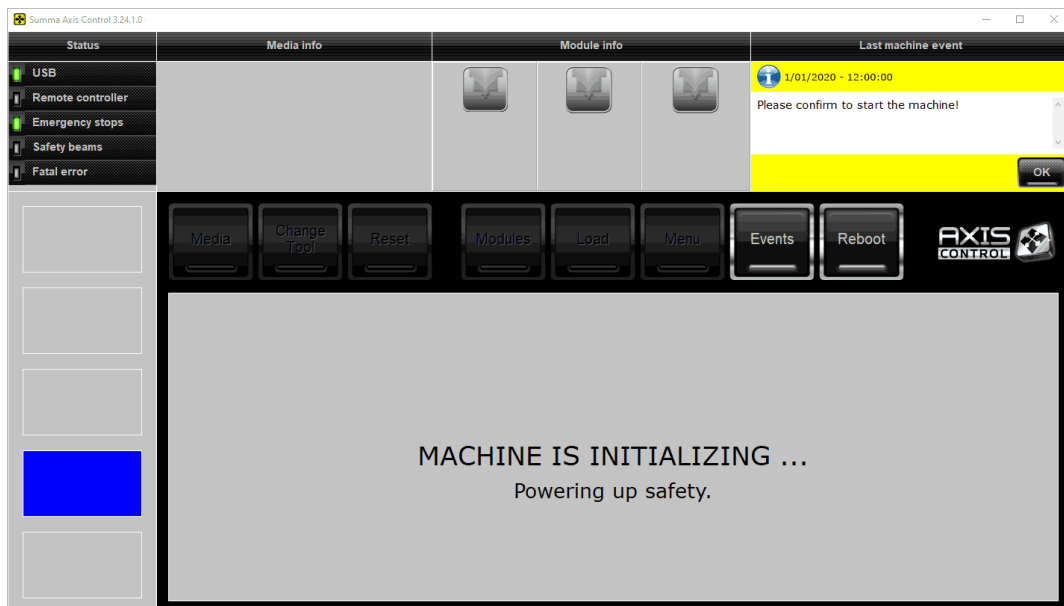 Summa Axis Control 3.24.1.0 -
Status
Media info
Module info
Last machine event
USB
Remote controller
Emergency stops
Safety beams
Fatal error
1/01/2020 - 12:00:00
Please confirm to start the machine!
OK
Media
Change
Tool
Reset
Modules
Load
Menu
Events
Reboot
AXIS
CONTROL
MACHINE IS INITIALIZING ...
Powering up safety.